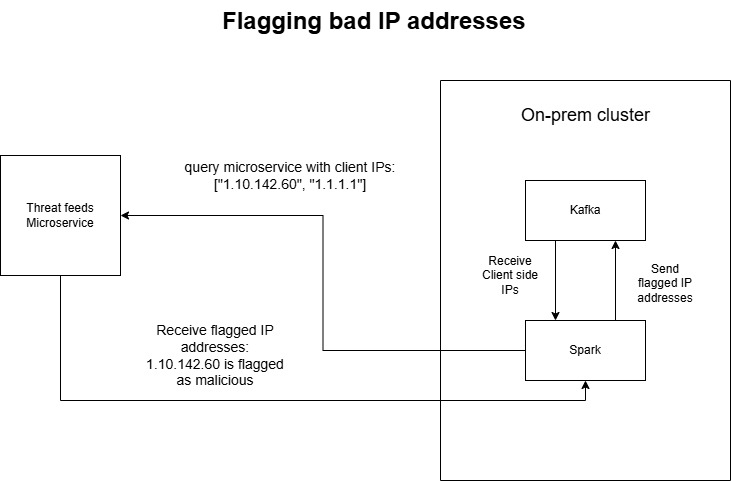 Flagging bad IP addresses
On-prem cluster
query microservice with client IPs:
["1.10.142.60", "1.1.1.1"]
Threat feeds
Microservice
Kafka
Receive
Client side
IPs
Send
flagged IP
addresses
Receive flagged IP
addresses:
1.10.142.60 is flagged
as malicious
Spark